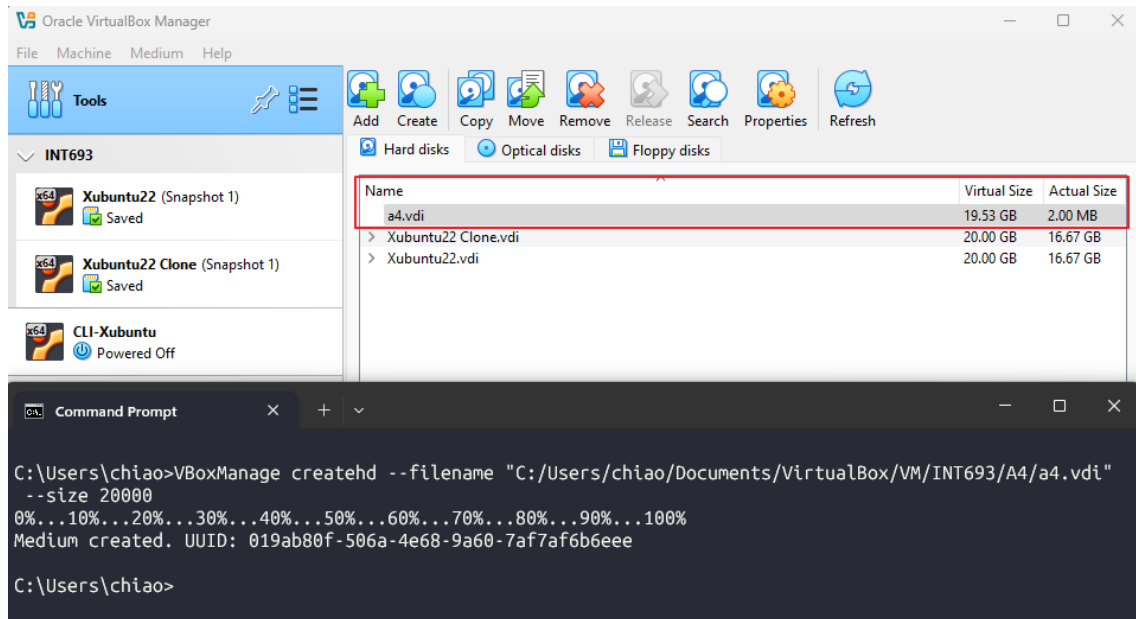 Oracle VirtualBox Manager
File Machine Medium Help
Tools
Add Create Copy Move Remove Release Search Properties Refresh
INT693
Hard disks Optical disks Floppy disks
Name Virtual Size Actual Size
x64 Xubuntu22 (Snapshot 1)
Saved
a4.vdi 19.53 GB 2.00 MB
Xubuntu22 Clone.vdi 20.00 GB 16.67 GB
Xubuntu22.vdi 20.00 GB 16.67 GB
x64 Xubuntu22 Clone (Snapshot 1)
Saved
x64 CLI-Xubuntu
Powered Off
C:\. Command Prompt
C:\Users\chiao>VBoxManage createhd --filename "C:/Users/chiao/Documents/VirtualBox/VM/INT693/A4/a4.vdi"
--size 20000
0%...10%...20%...30%...40%...50%...60%...70%...80%...90%...100%
Medium created. UUID: 019ab80f-506a-4e68-9a60-7af7af6b6eee
C:\Users\chiao>